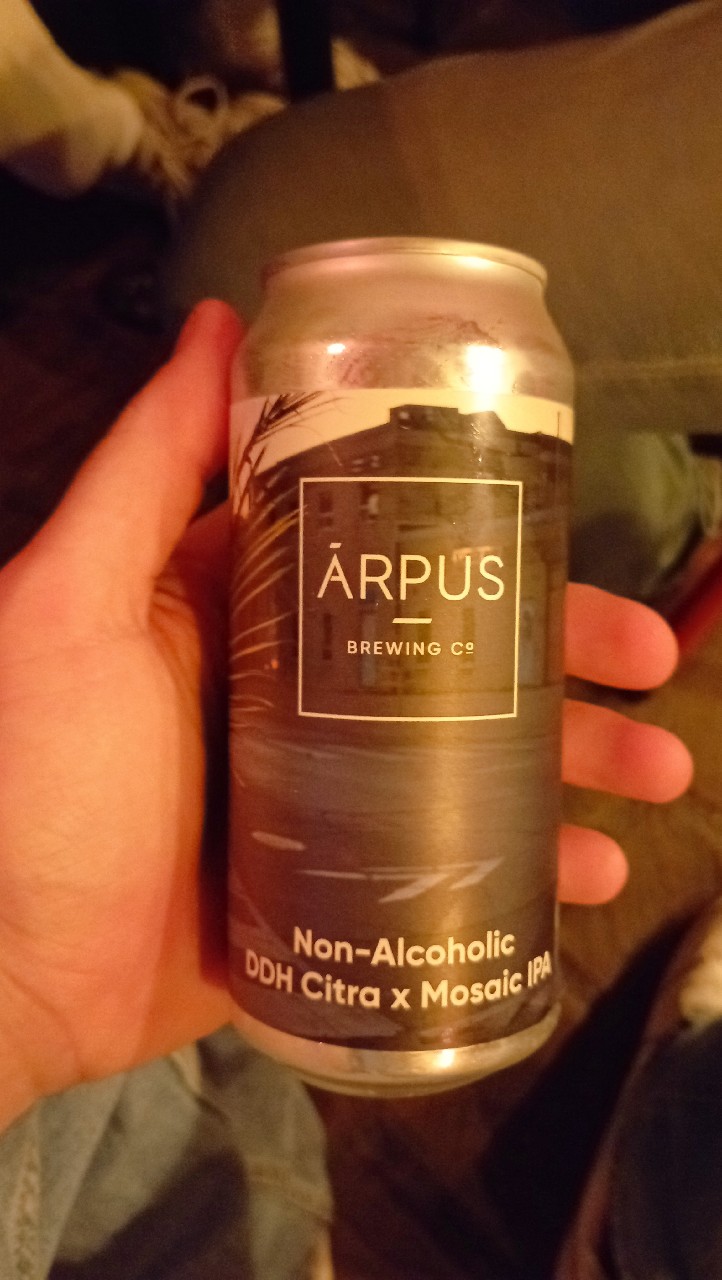 ĀRPUS
BREWING Cº
Non-Alcoholic
DDH Citra x Mosaic IPA